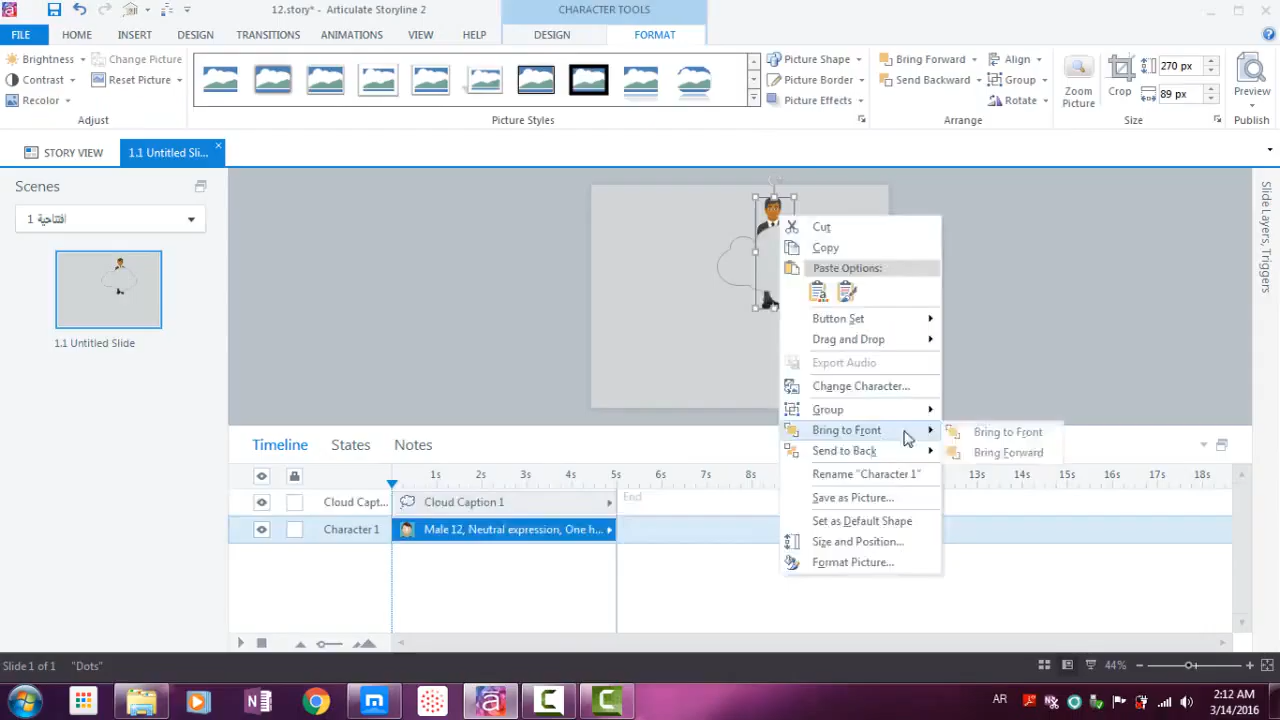 12.story* - Articulate Storyline 2
CHARACTER TOOLS
FILE
HOME
INSERT
DESIGN
TRANSITIONS
ANIMATIONS
VIEW
HELP
DESIGN
FORMAT
Brightness
Change Picture
Contrast
Reset Picture
Recolor
Adjust
Picture Styles
Picture Shape
Picture Border
Picture Effects
Bring Forward
Send Backward
Align
Group
Rotate
Arrange
Zoom Picture
Crop
270 px
89 px
Size
Preview
Publish
STORY VIEW
1.1 Untitled Sli...
Scenes
1 افتتاحية
1.1 Untitled Slide
Slide Layers, Triggers
Cut
Copy
Paste Options:
Button Set
Drag and Drop
Export Audio
Change Character...
Group
Bring to Front
Send to Back
Rename "Character 1"
Save as Picture...
Set as Default Shape
Size and Position...
Format Picture...
Bring to Front
Bring Forward
Timeline
States
Notes
1s 2s 3s 4s 5s 6s 7s 8s 13s 14s 15s 16s 17s 18s
Cloud Capt...
Cloud Caption 1
End
Character 1
Male 12, Neutral expression, One h...
Slide 1 of 1
"Dots"
44%
AR
2:12 AM
3/14/2016